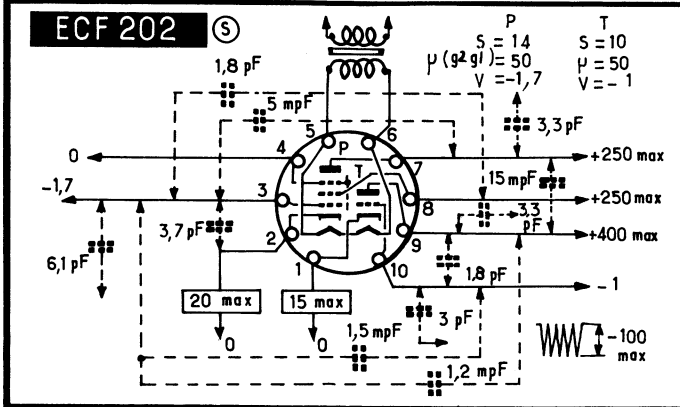 ECF 202 S
P T
S = 14 S = 10
μ (g2 g1) = 50 μ = 50
V = -1,7 V = -1
1,8 pF
5 mpF
3,3 pF
4 5 6 7
P
T
0
+250 max
15 mpF
-1,7
3 8
+250 max
3,3 pF
3,7 pF
2 9
+400 max
6,1 pF
1 10
1,8 pF
-1
20 max
15 max
3 pF
0 0
1,5 mpF
-100 max
1,2 mpF